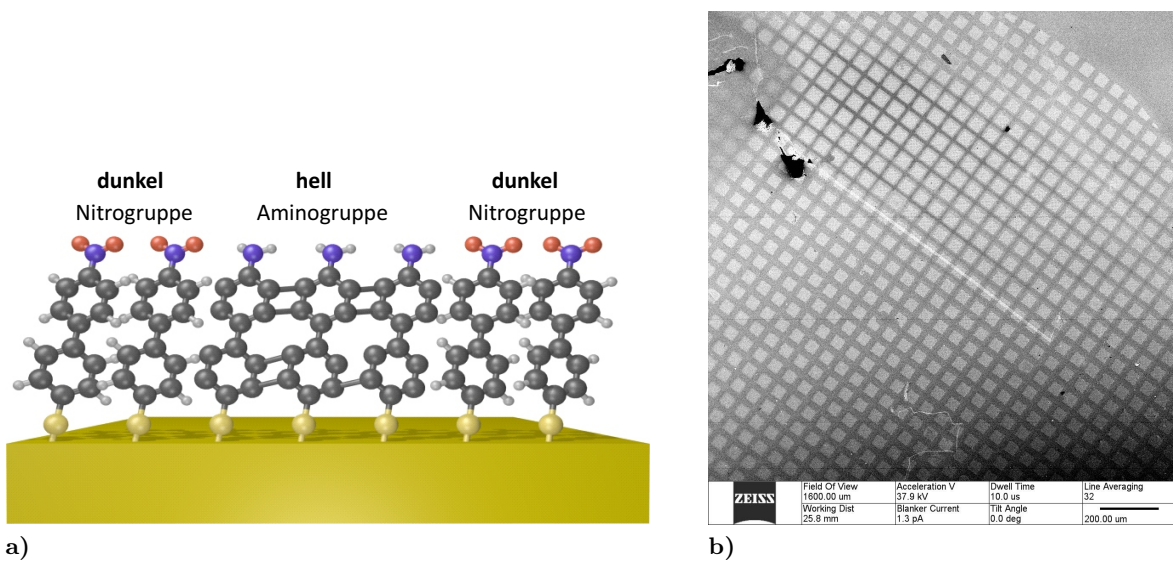 dunkel
Nitrogruppe
hell
Aminogruppe
dunkel
Nitrogruppe
a)
ZEISS
Field Of View
1600.00 um
Acceleration V
37.9 kV
Dwell Time
10.0 us
Line Averaging
32
Working Dist
25.8 mm
Blanker Current
1.3 pA
Tilt Angle
0.0 deg
200.00 um
b)